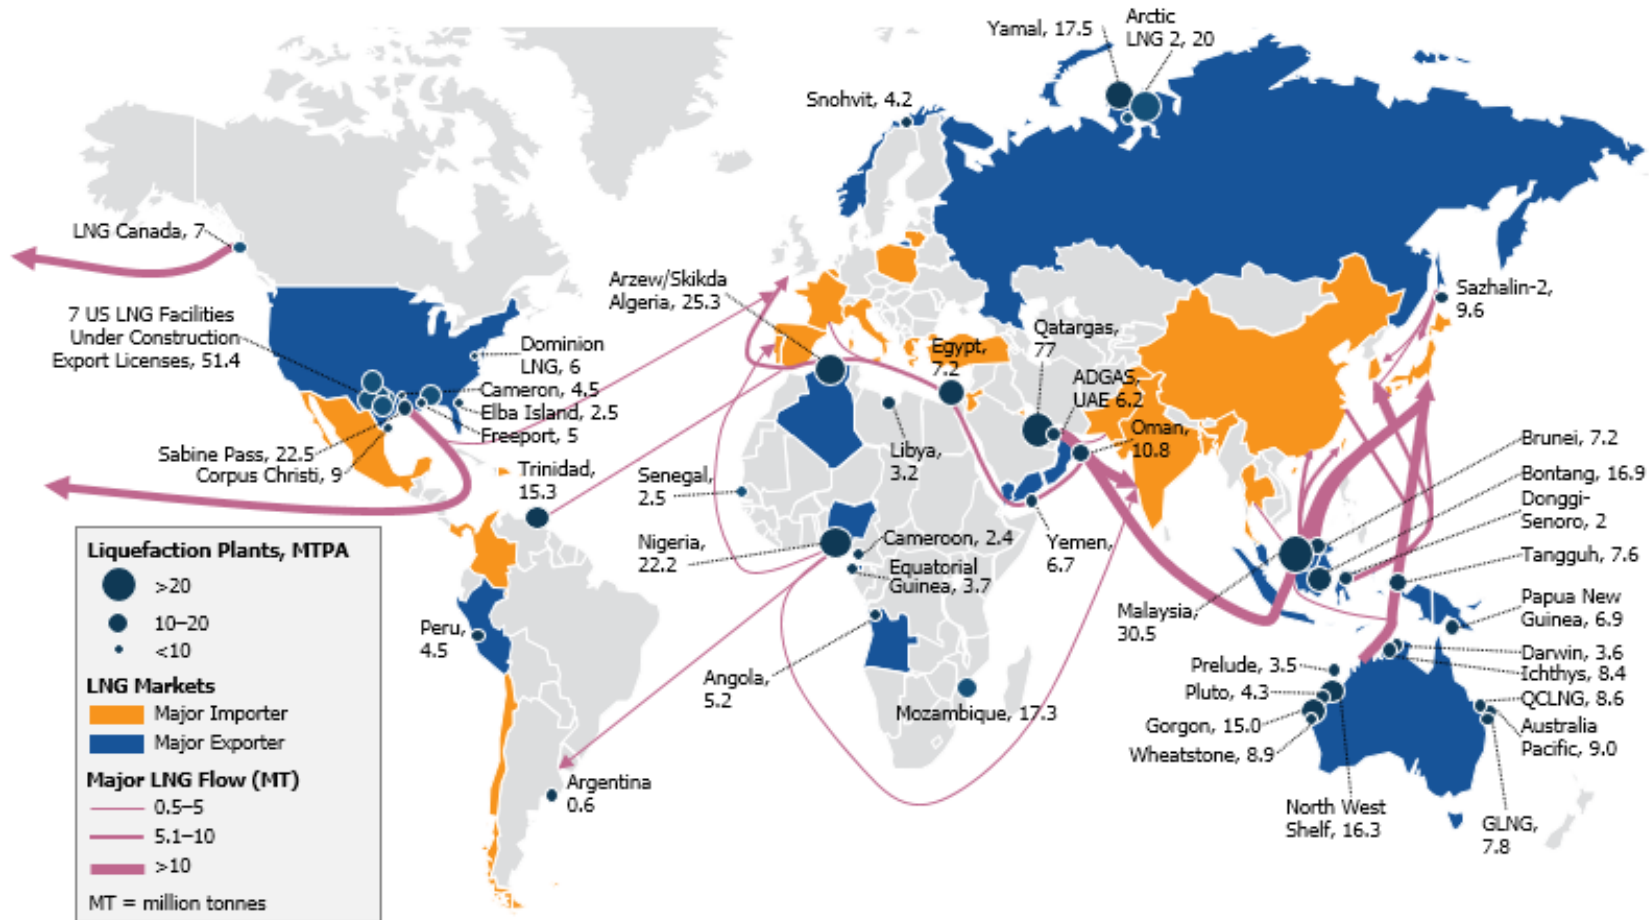 Yamal, 17.5
Arctic
LNG 2, 20
Snohvit, 4.2
LNG Canada, 7
Arzew/Skikda
Algeria, 25.3
Sazhalin-2,
9.6
7 US LNG Facilities
Under Construction
Export Licenses, 51.4
Dominion
LNG, 6
Qatargas,
77
Egypt,
7.2
ADGAS,
UAE 6.2
Cameron, 4.5
Elba Island, 2.5
Freeport, 5
Oman,
10.8
Brunei, 7.2
Sabine Pass, 22.5
Corpus Christi, 9
Trinidad,
15.3
Senegal,
2.5
Libya,
3.2
Bontang, 16.9
Donggi-
Senoro, 2
Nigeria,
22.2
Cameroon, 2.4
Equatorial
Guinea, 3.7
Yemen,
6.7
Tangguh, 7.6
Malaysia,
30.5
Papua New
Guinea, 6.9
Peru,
4.5
Angola,
5.2
Mozambique, 17.3
Prelude, 3.5
Pluto, 4.3
Gorgon, 15.0
Wheatstone, 8.9
Darwin, 3.6
Ichthys, 8.4
QCLNG, 8.6
Australia
Pacific, 9.0
Argentina
0.6
North West
Shelf, 16.3
GLNG,
7.8
Liquefaction Plants, MTPA
>20
10–20
<10
LNG Markets
Major Importer
Major Exporter
Major LNG Flow (MT)
0.5–5
5.1–10
>10
MT = million tonnes